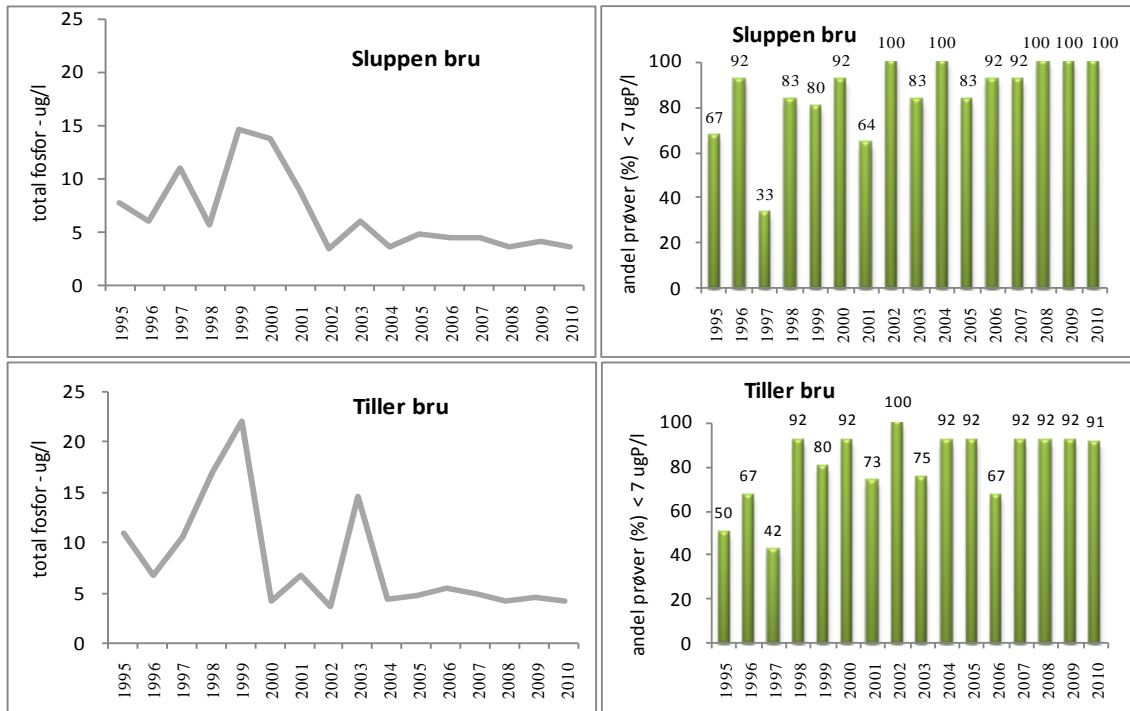 Sluppen bru
total fosfor - ug/l
25
20
15
10
5
0
1995 1996 1997 1998 1999 2000 2001 2002 2003 2004 2005 2006 2007 2008 2009 2010
Sluppen bru
andel prøver (%) < 7 ugP/l
100
80
60
40
20
0
67 92 33 83 80 92 64 100 83 100 83 92 92 100 100 100
1995 1996 1997 1998 1999 2000 2001 2002 2003 2004 2005 2006 2007 2008 2009 2010
Tiller bru
total fosfor - ug/l
25
20
15
10
5
0
1995 1996 1997 1998 1999 2000 2001 2002 2003 2004 2005 2006 2007 2008 2009 2010
Tiller bru
andel prøver (%) < 7 ugP/l
100
80
60
40
20
0
50 67 42 92 80 92 73 100 75 92 92 67 92 92 92 91
1995 1996 1997 1998 1999 2000 2001 2002 2003 2004 2005 2006 2007 2008 2009 2010